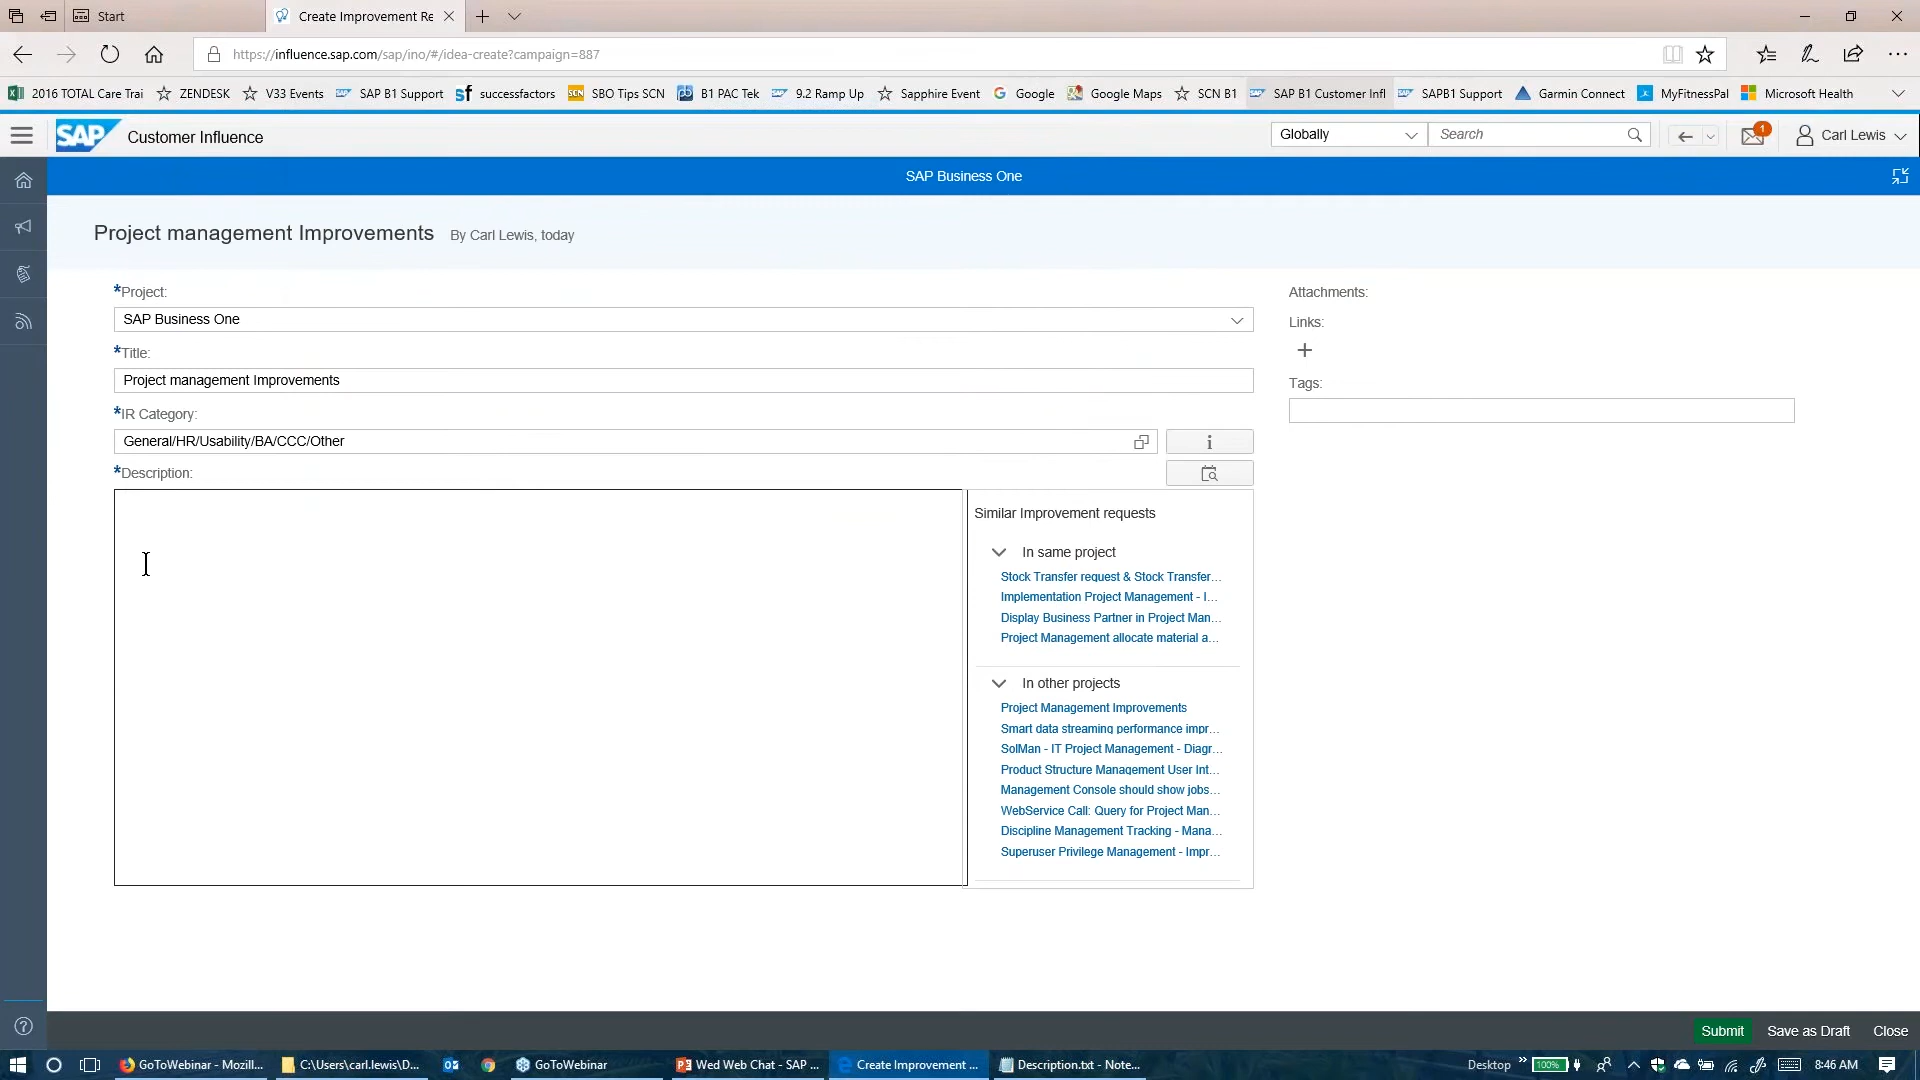 Start
Create Improvement Re
https://influence.sap.com/sap/ino/#/idea-create?campaign=887
2016 TOTAL Care Trai
ZENDESK
V33 Events
SAP B1 Support
successfactors
SBO Tips SCN
B1 PAC Tek
9.2 Ramp Up
Sapphire Event
Google
Google Maps
SCN B1
SAP B1 Customer Infl
SAPB1 Support
Garmin Connect
MyFitnessPal
Microsoft Health
SAP
Customer Influence
Globally
Search
1
Carl Lewis
SAP Business One
Project management Improvements By Carl Lewis, today
*Project:
SAP Business One
*Title:
Project management Improvements
*IR Category:
General/HR/Usability/BA/CCC/Other
*Description:
Similar Improvement requests
In same project
Stock Transfer request & Stock Transfer...
Implementation Project Management - I...
Display Business Partner in Project Man...
Project Management allocate material a...
In other projects
Project Management Improvements
Smart data streaming performance impr...
SolMan - IT Project Management - Diagr...
Product Structure Management User Int...
Management Console should show jobs...
WebService Call: Query for Project Man...
Discipline Management Tracking - Mana...
Superuser Privilege Management - Impr...
Attachments:
Links:
Tags:
Submit
Save as Draft
Close
GoToWebinar - Mozill...
C:\Users\carl.lewis\D...
GoToWebinar
Wed Web Chat - SAP ...
Create Improvement ...
Description.txt - Note...
Desktop
100%
8:46 AM